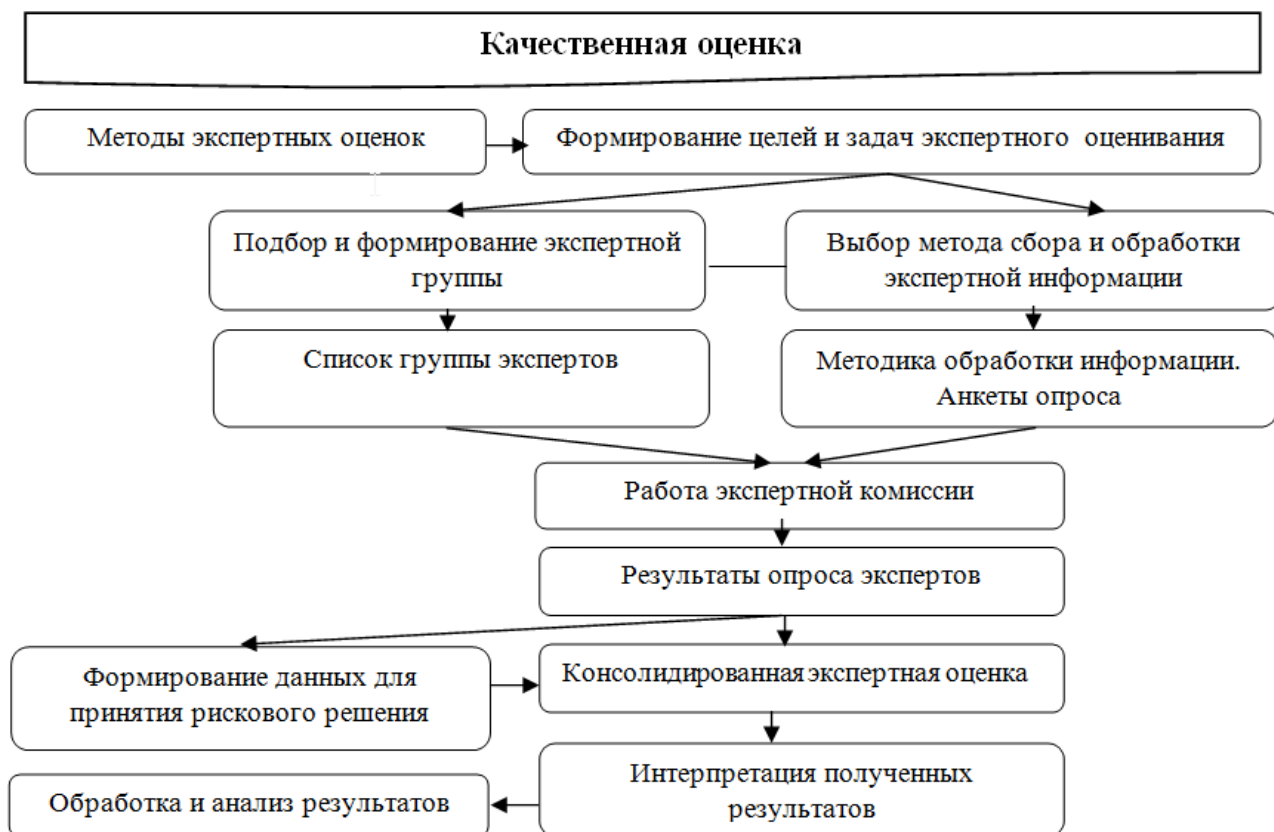 Качественная оценка
Методы экспертных оценок
Формирование целей и задач экспертного оценивания
Подбор и формирование экспертной
группы
Выбор метода сбора и обработки
экспертной информации
Список группы экспертов
Методика обработки информации.
Анкеты опроса
Работа экспертной комиссии
Результаты опроса экспертов
Формирование данных для
принятия рискового решения
Консолидированная экспертная оценка
Интерпретация полученных
результатов
Обработка и анализ результатов